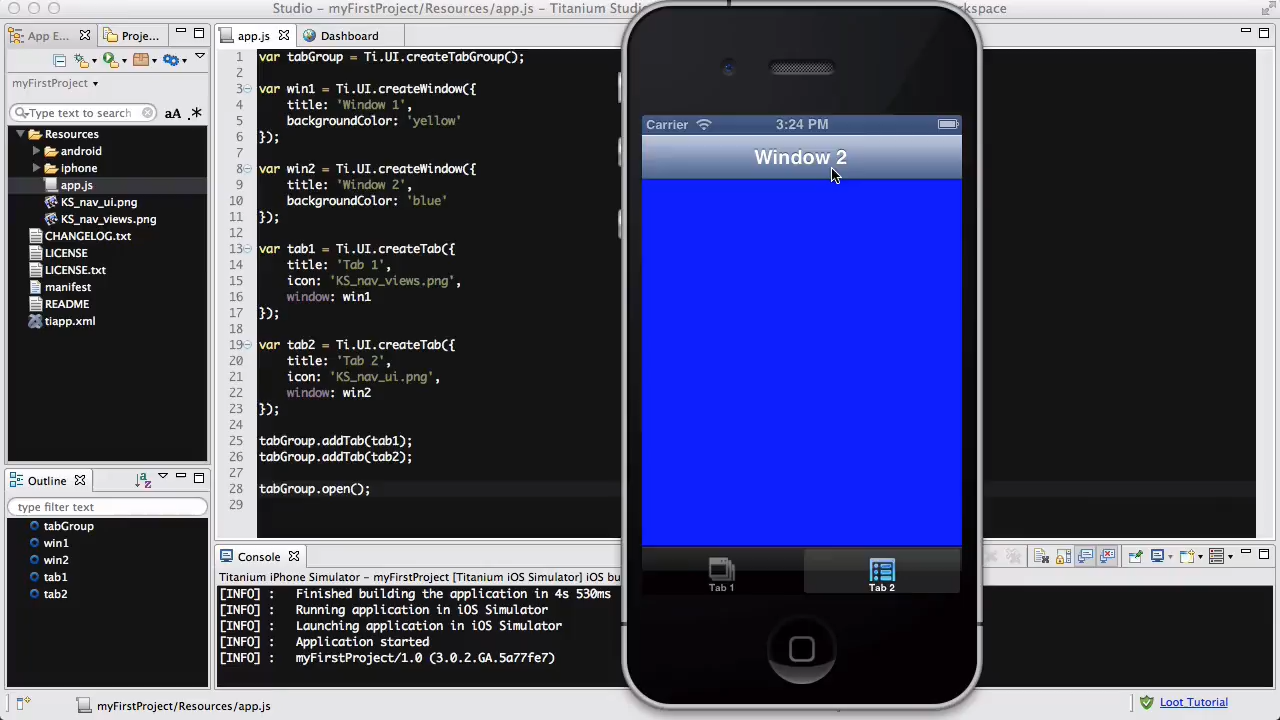 Studio – myFirstProject/Resources/app.js – Titanium Stu
kspace
App E...
Proje...
app.js
Dashboard
myFirstProject
Type text to search
aA
.*
Resources
android
app.js
KS_nav_ui.png
KS_nav_views.png
CHANGELOG.txt
LICENSE
LICENSE.txt
manifest
README
tiapp.xml
1 var tabGroup = Ti.UI.createTabGroup();
2
3 var win1 = Ti.UI.createWindow({
4 title: 'Window 1',
5 backgroundColor: 'yellow'
6 });
7
8 var win2 = Ti.UI.createWindow({
9 title: 'Window 2',
10 backgroundColor: 'blue'
11 });
12
13 var tab1 = Ti.UI.createTab({
14 title: 'Tab 1',
15 icon: 'KS_nav_views.png',
16 window: win1
17 });
18
19 var tab2 = Ti.UI.createTab({
20 title: 'Tab 2',
21 icon: 'KS_nav_ui.png',
22 window: win2
23 });
24
25 tabGroup.addTab(tab1);
26 tabGroup.addTab(tab2);
27
28 tabGroup.open();
29
Carrier
3:24 PM
Window 2
Tab 1
Tab 2
Outline
type filter text
tabGroup
win1
win2
tab1
tab2
Console
Titanium iPhone Simulator – myFirstProject [Titanium iOS Simulator] iOS bu
[INFO] : Finished building the application in 4s 530ms
[INFO] : Running application in iOS Simulator
[INFO] : Launching application in iOS Simulator
[INFO] : Application started
[INFO] : myFirstProject/1.0 (3.0.2.GA.5a77fe7)
myFirstProject/Resources/app.js
Loot Tutorial